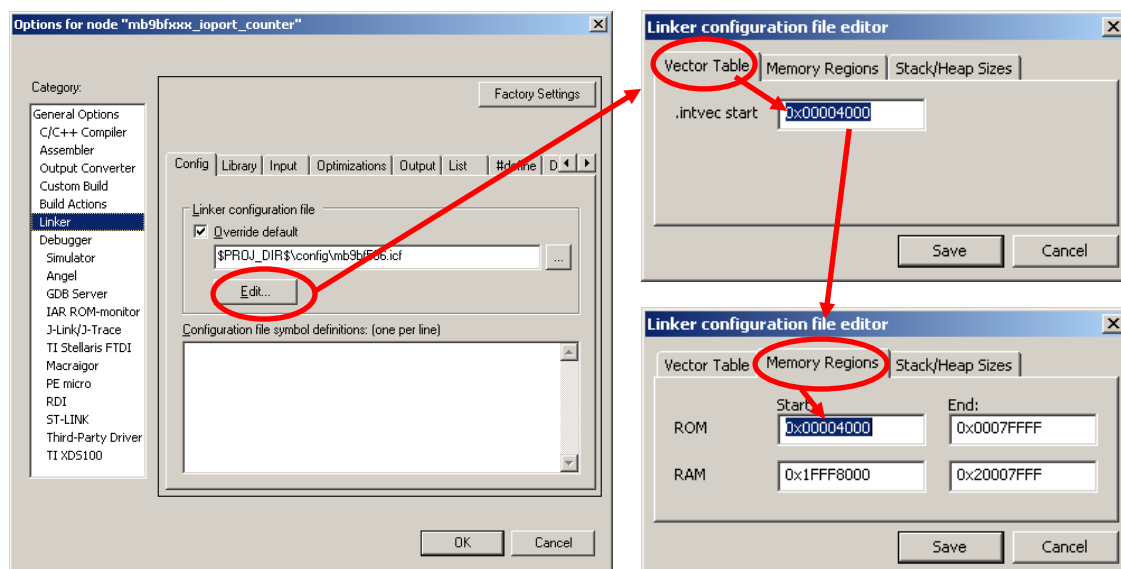 Options for node "mb9bfxxx_ioport_counter"
Category:
General Options
C/C++ Compiler
Assembler
Output Converter
Custom Build
Build Actions
Linker
Debugger
Simulator
Angel
GDB Server
IAR ROM-monitor
J-Link/J-Trace
TI Stellaris FTDI
Macraigor
PE micro
RDI
ST-LINK
Third-Party Driver
TI XDS100
Factory Settings
Config Library Input Optimizations Output List #define D
Linker configuration file
Override default
$PROJ_DIR$\config\mb9bf506.icf
...
Edit...
Configuration file symbol definitions: (one per line)
OK Cancel
Linker configuration file editor
Vector Table Memory Regions Stack/Heap Sizes
.intvec start 0x00004000
Save Cancel
Linker configuration file editor
Vector Table Memory Regions Stack/Heap Sizes
Start: End:
ROM 0x00004000 0x0007FFFF
RAM 0x1FFF8000 0x20007FFF
Save Cancel